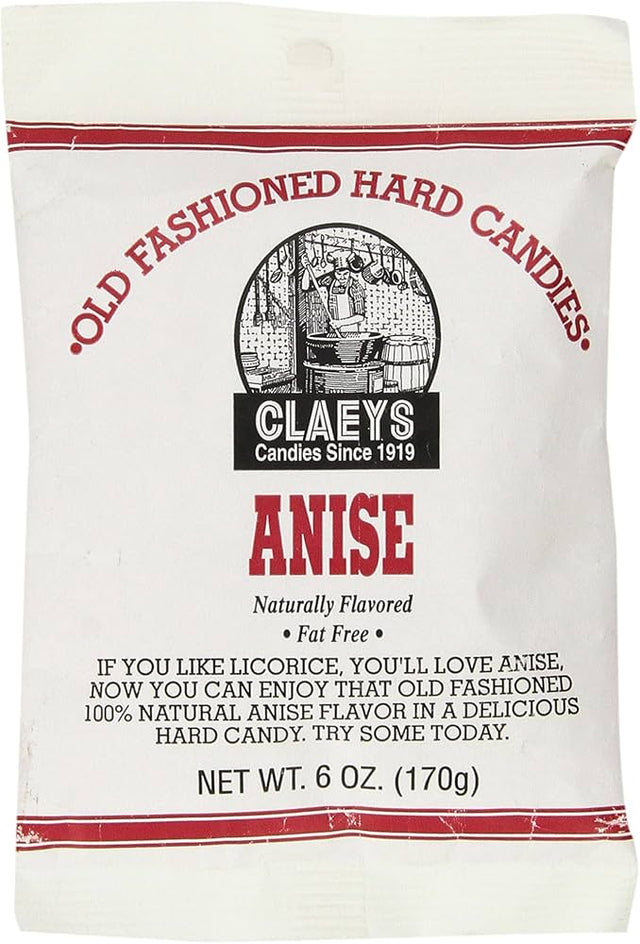 •OLD FASHIONED HARD CANDIES•
CLAEYS
Candies Since 1919
ANISE
Naturally Flavored
• Fat Free •
IF YOU LIKE LICORICE, YOU'LL LOVE ANISE,
NOW YOU CAN ENJOY THAT OLD FASHIONED
100% NATURAL ANISE FLAVOR IN A DELICIOUS
HARD CANDY. TRY SOME TODAY.
NET WT. 6 OZ. (170g)